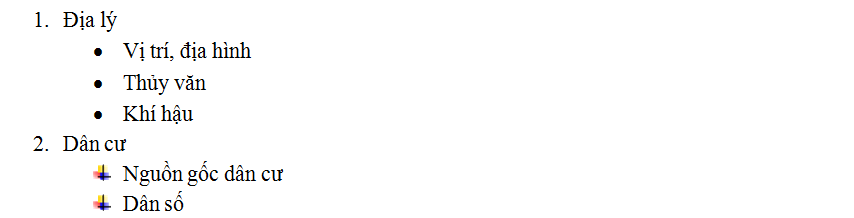 1. Địa lý
• Vị trí, địa hình
• Thủy văn
• Khí hậu
2. Dân cư
Nguồn gốc dân cư
Dân số